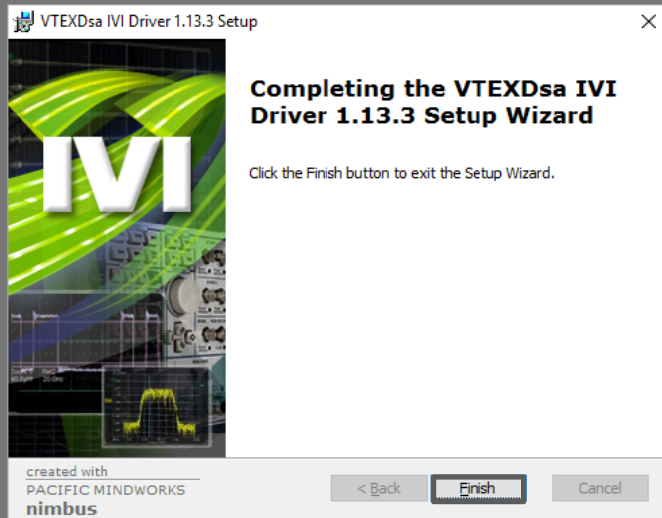 VTEXDsa IVI Driver 1.13.3 Setup
Completing the VTEXDsa IVI
Driver 1.13.3 Setup Wizard
Click the Finish button to exit the Setup Wizard.
IVI
created with
PACIFIC MINDWORKS
nimbus
< Back
Finish
Cancel